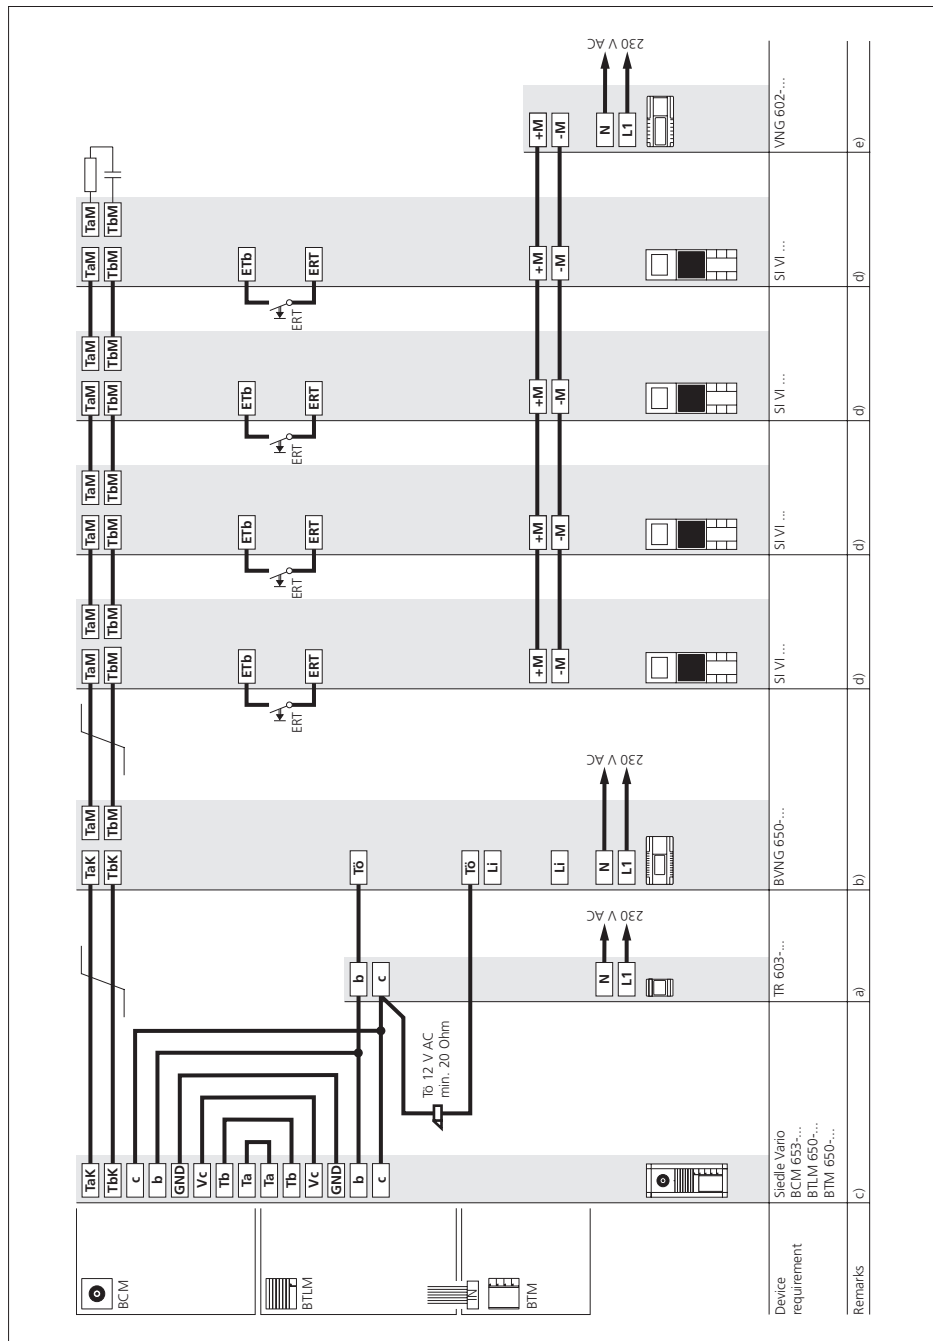 TaK TaK TaM TaM TaM TaM TaM TaM TaM TaM TaM
TbK TbK TbM TbM TbM TbM TbM TbM TbM TbM TbM
BCM
c
b
GND
Vc
Tb
Ta ETb ETb ETb ETb
Ta
Tb ERT ERT ERT ERT
BTLM
Vc ERT ERT ERT ERT
GND
b b Tö
c c
Tö 12 V AC
min. 20 Ohm
IN Tö
Li
BTM
+M +M +M +M +M
Li -M -M -M -M -M
N N N
L1 L1 L1
230 V AC 230 V AC 230 V AC
Device
requirement
Siedle Vario
BCM 653-...
BTLM 650-...
BTM 650-...
TR 603-...
BVNG 650-...
SI VI ...
SI VI ...
SI VI ...
SI VI ...
VNG 602-...
Remarks c) a) b) d) d) d) d) e)